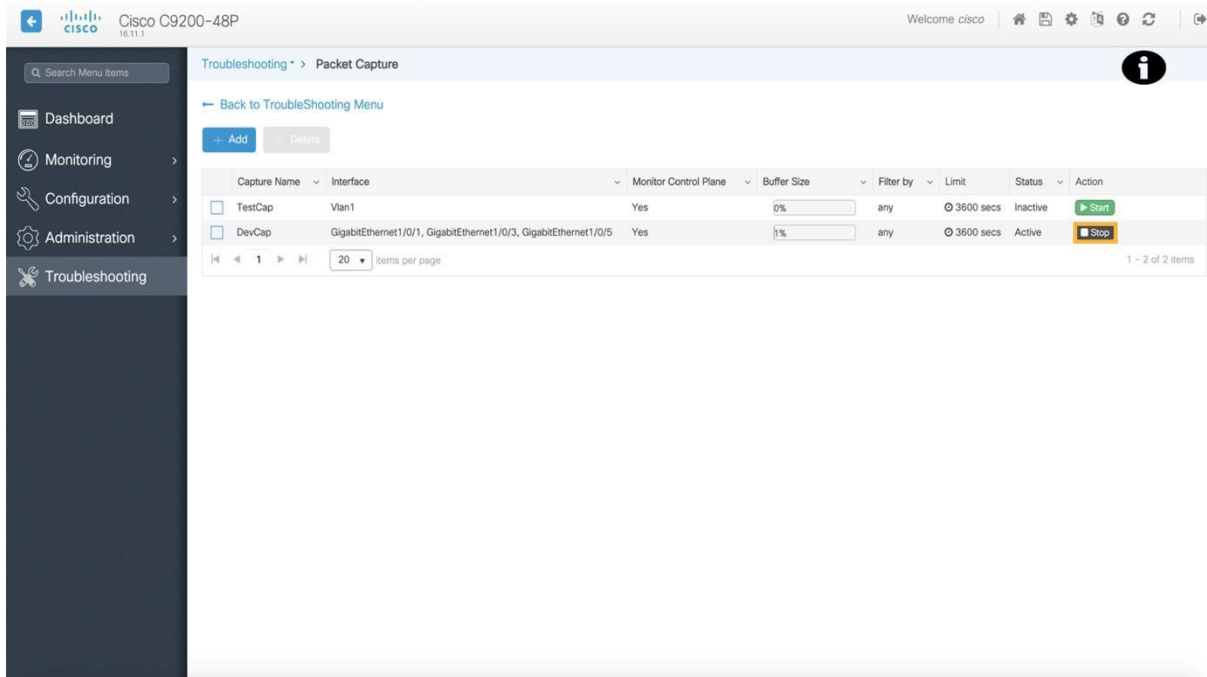 CISCO
Cisco C9200-48P
16.11.1
Welcome cisco
Search Menu Items
Dashboard
Monitoring
Configuration
Administration
Troubleshooting
Troubleshooting > Packet Capture
← Back to TroubleShooting Menu
+ Add × Delete
Capture Name Interface Monitor Control Plane Buffer Size Filter by Limit Status Action
TestCap Vlan1 Yes 0% any 3600 secs Inactive Start
DevCap GigabitEthernet1/0/1, GigabitEthernet1/0/3, GigabitEthernet1/0/5 Yes 1% any 3600 secs Active Stop
1 20 items per page 1 - 2 of 2 items